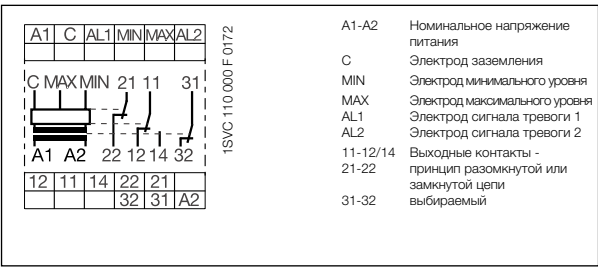 A1 C AL1 MIN MAX AL2
C MAX MIN 21 11 31
A1 A2 22 12 14 32
12 11 14 22 21
32 31 A2
1SVC 110 000 F 0172
A1-A2 Номинальное напряжение
питания
C Электрод заземления
MIN Электрод минимального уровня
MAX Электрод максимального уровня
AL1 Электрод сигнала тревоги 1
AL2 Электрод сигнала тревоги 2
11-12/14 Выходные контакты -
21-22 принцип разомкнутой или
замкнутой цепи
31-32 выбираемый